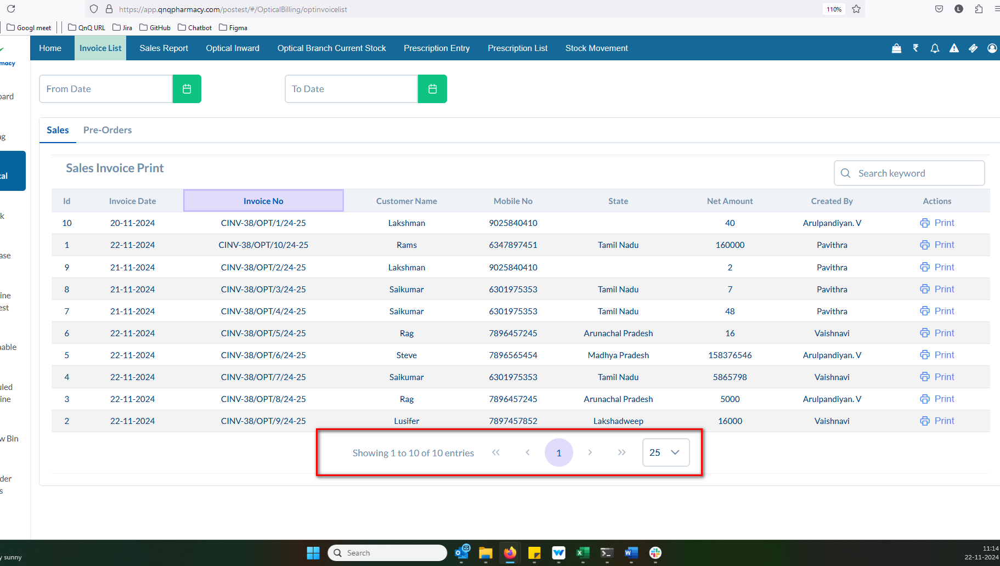 https://app.qnqpharmacy.com/postest/#/OpticalBilling/optinvoicelist
110%
L
Googl meet
QnQ URL
Jira
GitHub
Chatbot
Figma
macy
Home
Invoice List
Sales Report
Optical Inward
Optical Branch Current Stock
Prescription Entry
Prescription List
Stock Movement
From Date
To Date
Sales
Pre-Orders
Sales Invoice Print
Search keyword
Id Invoice Date Invoice No Customer Name Mobile No State Net Amount Created By Actions
10 20-11-2024 CINV-38/OPT/1/24-25 Lakshman 9025840410 40 Arulpandiyan. V Print
1 22-11-2024 CINV-38/OPT/10/24-25 Rams 6347897451 Tamil Nadu 160000 Pavithra Print
9 21-11-2024 CINV-38/OPT/2/24-25 Lakshman 9025840410 2 Pavithra Print
8 21-11-2024 CINV-38/OPT/3/24-25 Saikumar 6301975353 Tamil Nadu 7 Pavithra Print
7 21-11-2024 CINV-38/OPT/4/24-25 Saikumar 6301975353 Tamil Nadu 48 Pavithra Print
6 22-11-2024 CINV-38/OPT/5/24-25 Rag 7896457245 Arunachal Pradesh 16 Vaishnavi Print
5 22-11-2024 CINV-38/OPT/6/24-25 Steve 7896565454 Madhya Pradesh 158376546 Arulpandiyan. V Print
4 22-11-2024 CINV-38/OPT/7/24-25 Saikumar 6301975353 Tamil Nadu 5865798 Vaishnavi Print
3 22-11-2024 CINV-38/OPT/8/24-25 Rag 7896457245 Arunachal Pradesh 5000 Arulpandiyan. V Print
2 22-11-2024 CINV-38/OPT/9/24-25 Lusifer 7897457852 Lakshadweep 16000 Vaishnavi Print
Showing 1 to 10 of 10 entries
1
25
oard
g
cal
k
ase
ine
est
nable
uled
ine
w Bin
der
s
y sunny
Search
11:14
22-11-2024